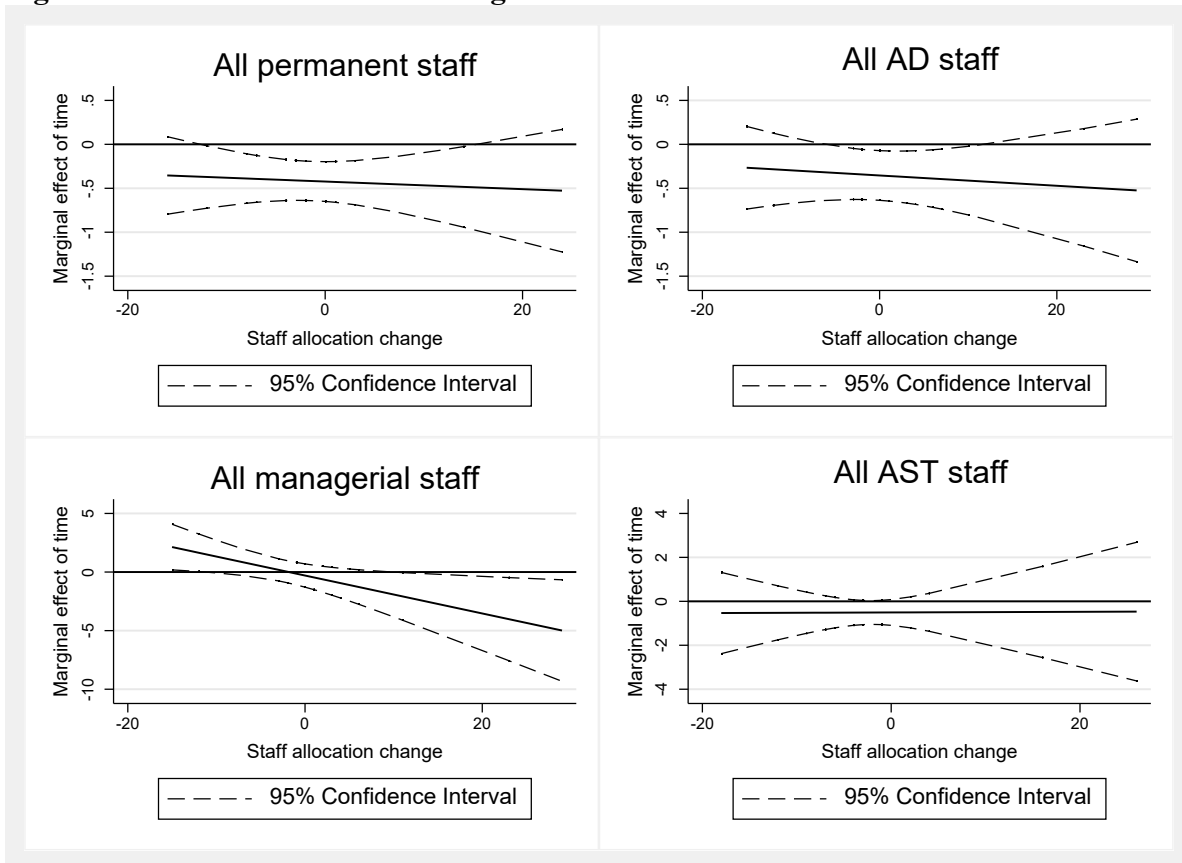 All permanent staff
Marginal effect of time
.5
0
-.5
-1
-1.5
-20 0 20
Staff allocation change
95% Confidence Interval
All AD staff
Marginal effect of time
.5
0
-.5
-1
-1.5
-20 0 20
Staff allocation change
95% Confidence Interval
All managerial staff
Marginal effect of time
5
0
-5
-10
-20 0 20
Staff allocation change
95% Confidence Interval
All AST staff
Marginal effect of time
4
2
0
-2
-4
-20 0 20
Staff allocation change
95% Confidence Interval